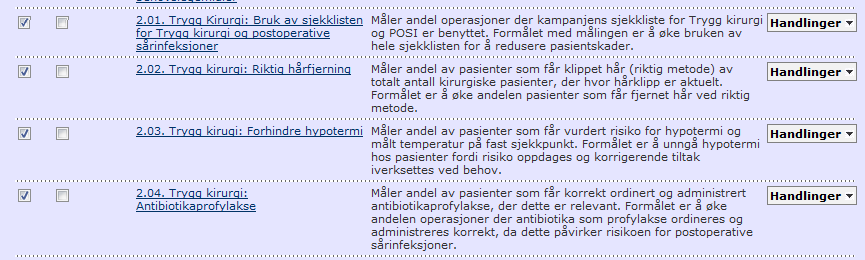 2.01. Trygg Kirurgi: Bruk av sjekklisten
for Trygg kirurgi og postoperative
sårinfeksjoner
Måler andel operasjoner der kampanjens sjekkliste for Trygg kirurgi
og POSI er benyttet. Formålet med målingen er å øke bruken av
hele sjekklisten for å redusere pasientskader.
Handlinger
2.02. Trygg kirurgi: Riktig hårfjerning
Måler andel av pasienter som får klippet hår (riktig metode) av
totalt antall kirurgiske pasienter, der hvor hårklipp er aktuelt.
Formålet er å øke andelen pasienter som får fjernet hår ved riktig
metode.
Handlinger
2.03. Trygg kirugi: Forhindre hypotermi
Måler andel av pasienter som får vurdert risiko for hypotermi og
målt temperatur på fast sjekkpunkt. Formålet er å unngå hypotermi
hos pasienter fordi risiko oppdages og korrigerende tiltak
iverksettes ved behov.
Handlinger
2.04. Trygg kirurgi:
Antibiotikaprofylakse
Måler andel av pasienter som får korrekt ordinert og administrert
antibiotikaprofylakse, der dette er relevant. Formålet er å øke
andelen operasjoner der antibiotika som profylakse ordineres og
administreres korrekt, da dette påvirker risikoen for postoperative
sårinfeksjoner.
Handlinger